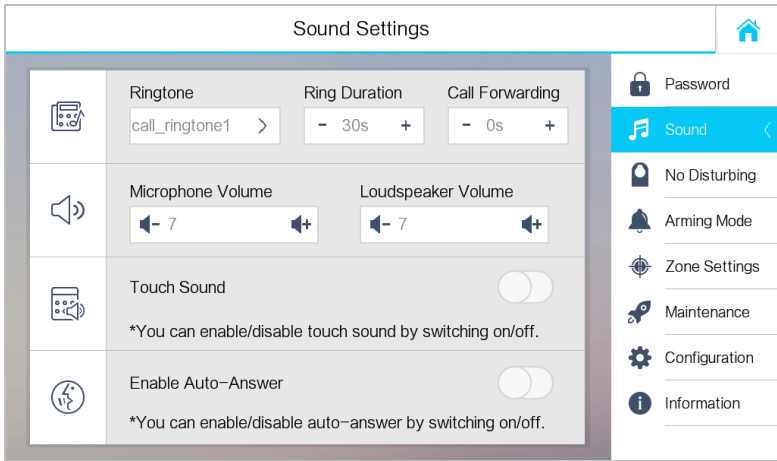 Sound Settings
Ringtone
Ring Duration
Call Forwarding
call_ringtone1 >
- 30s +
- 0s +
Microphone Volume
Loudspeaker Volume
- 7 +
- 7 +
Touch Sound
*You can enable/disable touch sound by switching on/off.
Enable Auto-Answer
*You can enable/disable auto-answer by switching on/off.
Password
Sound <
No Disturbing
Arming Mode
Zone Settings
Maintenance
Configuration
Information